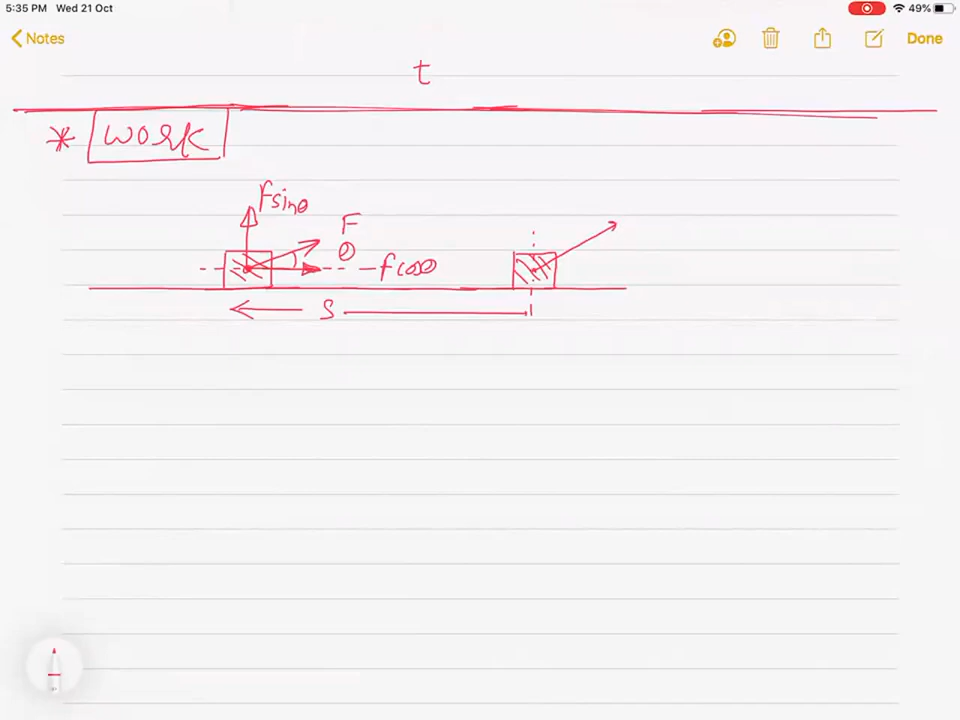 5:35 PM Wed 21 Oct 49%
Notes Done
t
* WORK
Fsinθ
F
θ
fcosθ
S